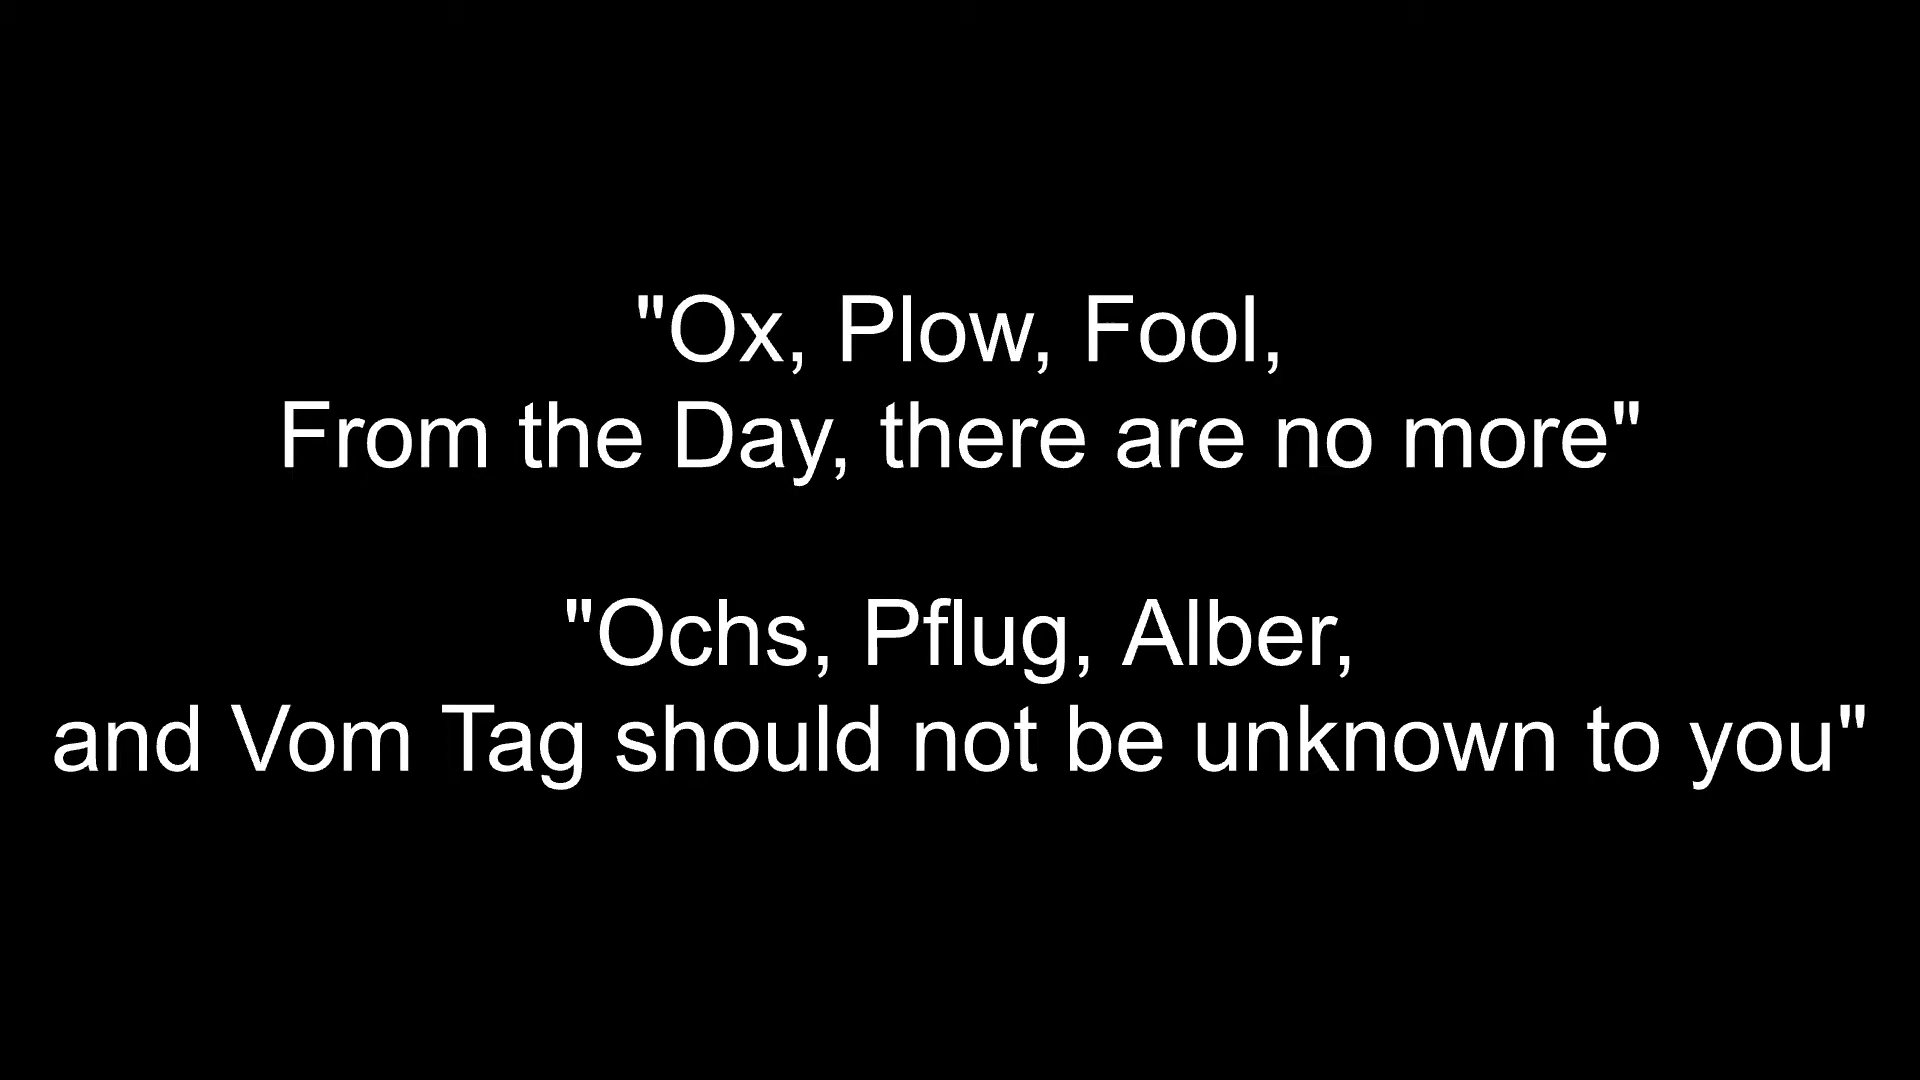 "Ox, Plow, Fool,
From the Day, there are no more"
"Ochs, Pflug, Alber,
and Vom Tag should not be unknown to you"